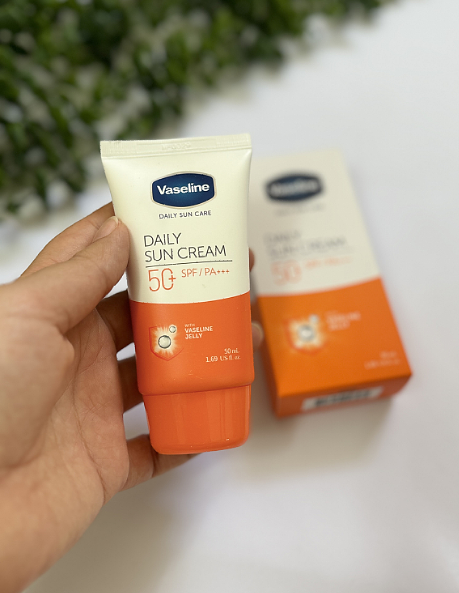 Vaseline
DAILY SUN CARE
DAILY
SUN CREAM
50+ SPF/PA+++
WITH
VASELINE
JELLY
50 mL
1.69 US fl. oz
Vaseline
DAILY
SUN CREAM
50+